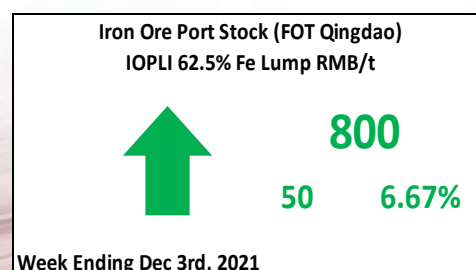 Iron Ore Port Stock (FOT Qingdao)
IOPLI 62.5% Fe Lump RMB/t
800
50 6.67%
Week Ending Dec 3rd, 2021